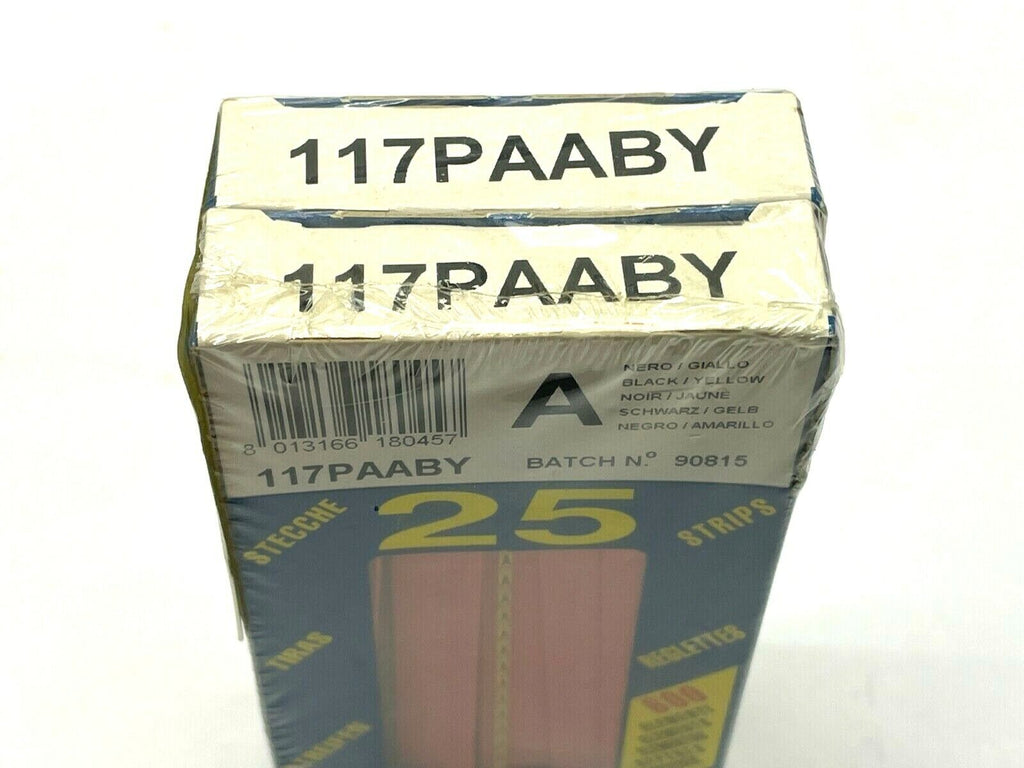 117PAABY
117PAABY
8 013166 180457
117PAABY
A
NERO / GIALLO
BLACK / YELLOW
NOIR / JAUNE
SCHWARZ / GELB
NEGRO / AMARILLO
BATCH N.º 90815
STECCHE
25
STRIPS
TIRAS
REGLETTES